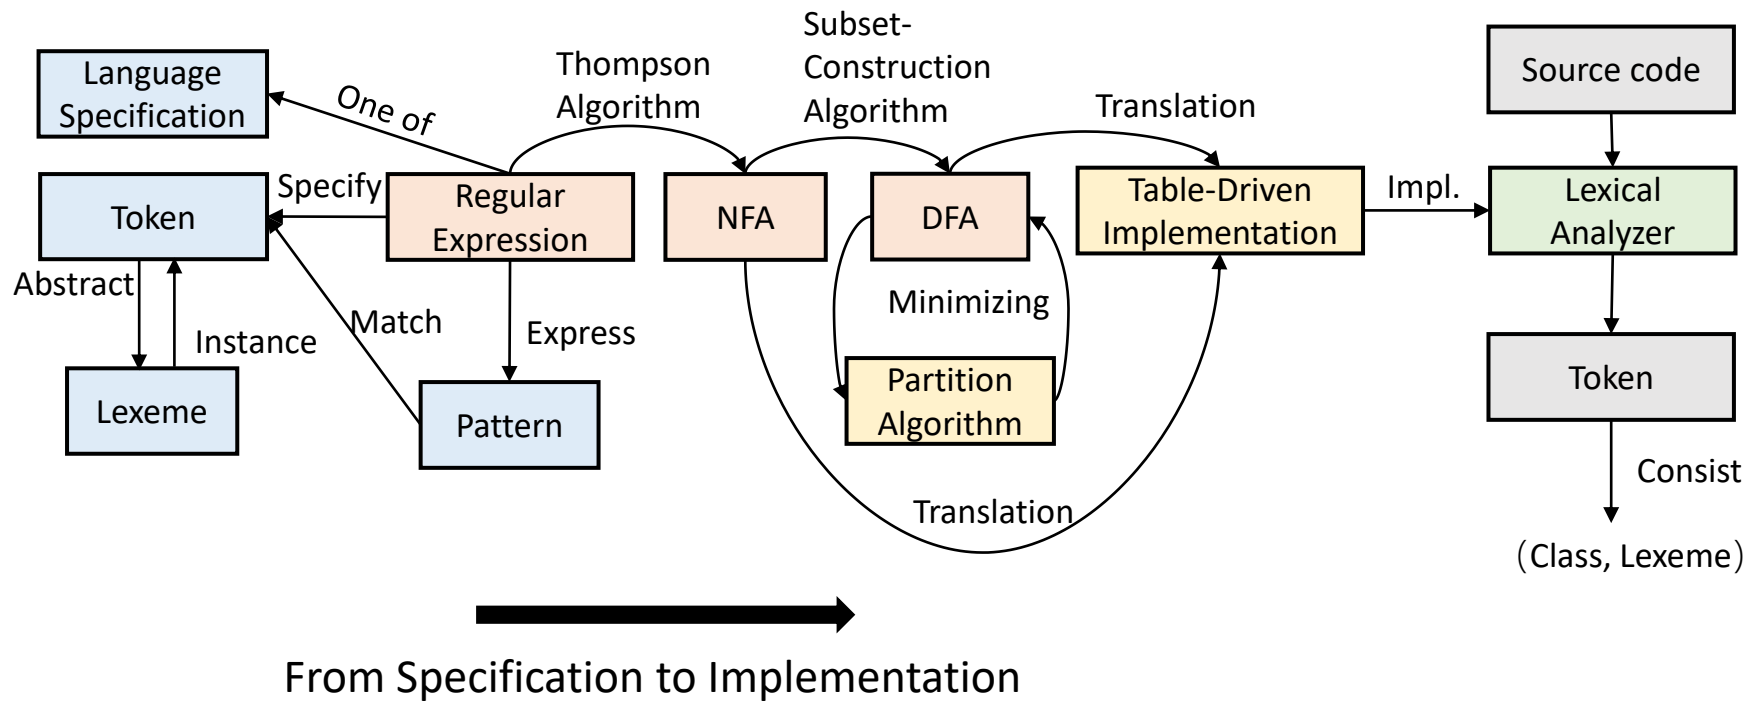 Language
Specification
One of
Thompson
Algorithm
Subset-
Construction
Algorithm
Translation
Source code
Token
Specify
Regular
Expression
NFA
DFA
Table-Driven
Implementation
Impl.
Lexical
Analyzer
Abstract
Instance
Match
Express
Minimizing
Lexeme
Pattern
Partition
Algorithm
Token
Translation
Consist
（Class, Lexeme）
From Specification to Implementation